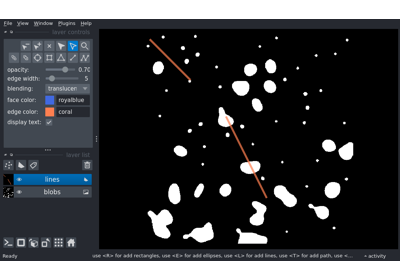 File View Window Plugins Help
layer controls
opacity: 0.70
edge width: 5
blending: translucen
face color: royalblue
edge color: coral
display text:
layer list
lines
blobs
Ready use <R> for add rectangles, use <E> for add ellipses, use <L> for add lines, use <T> for add path, use <... activity